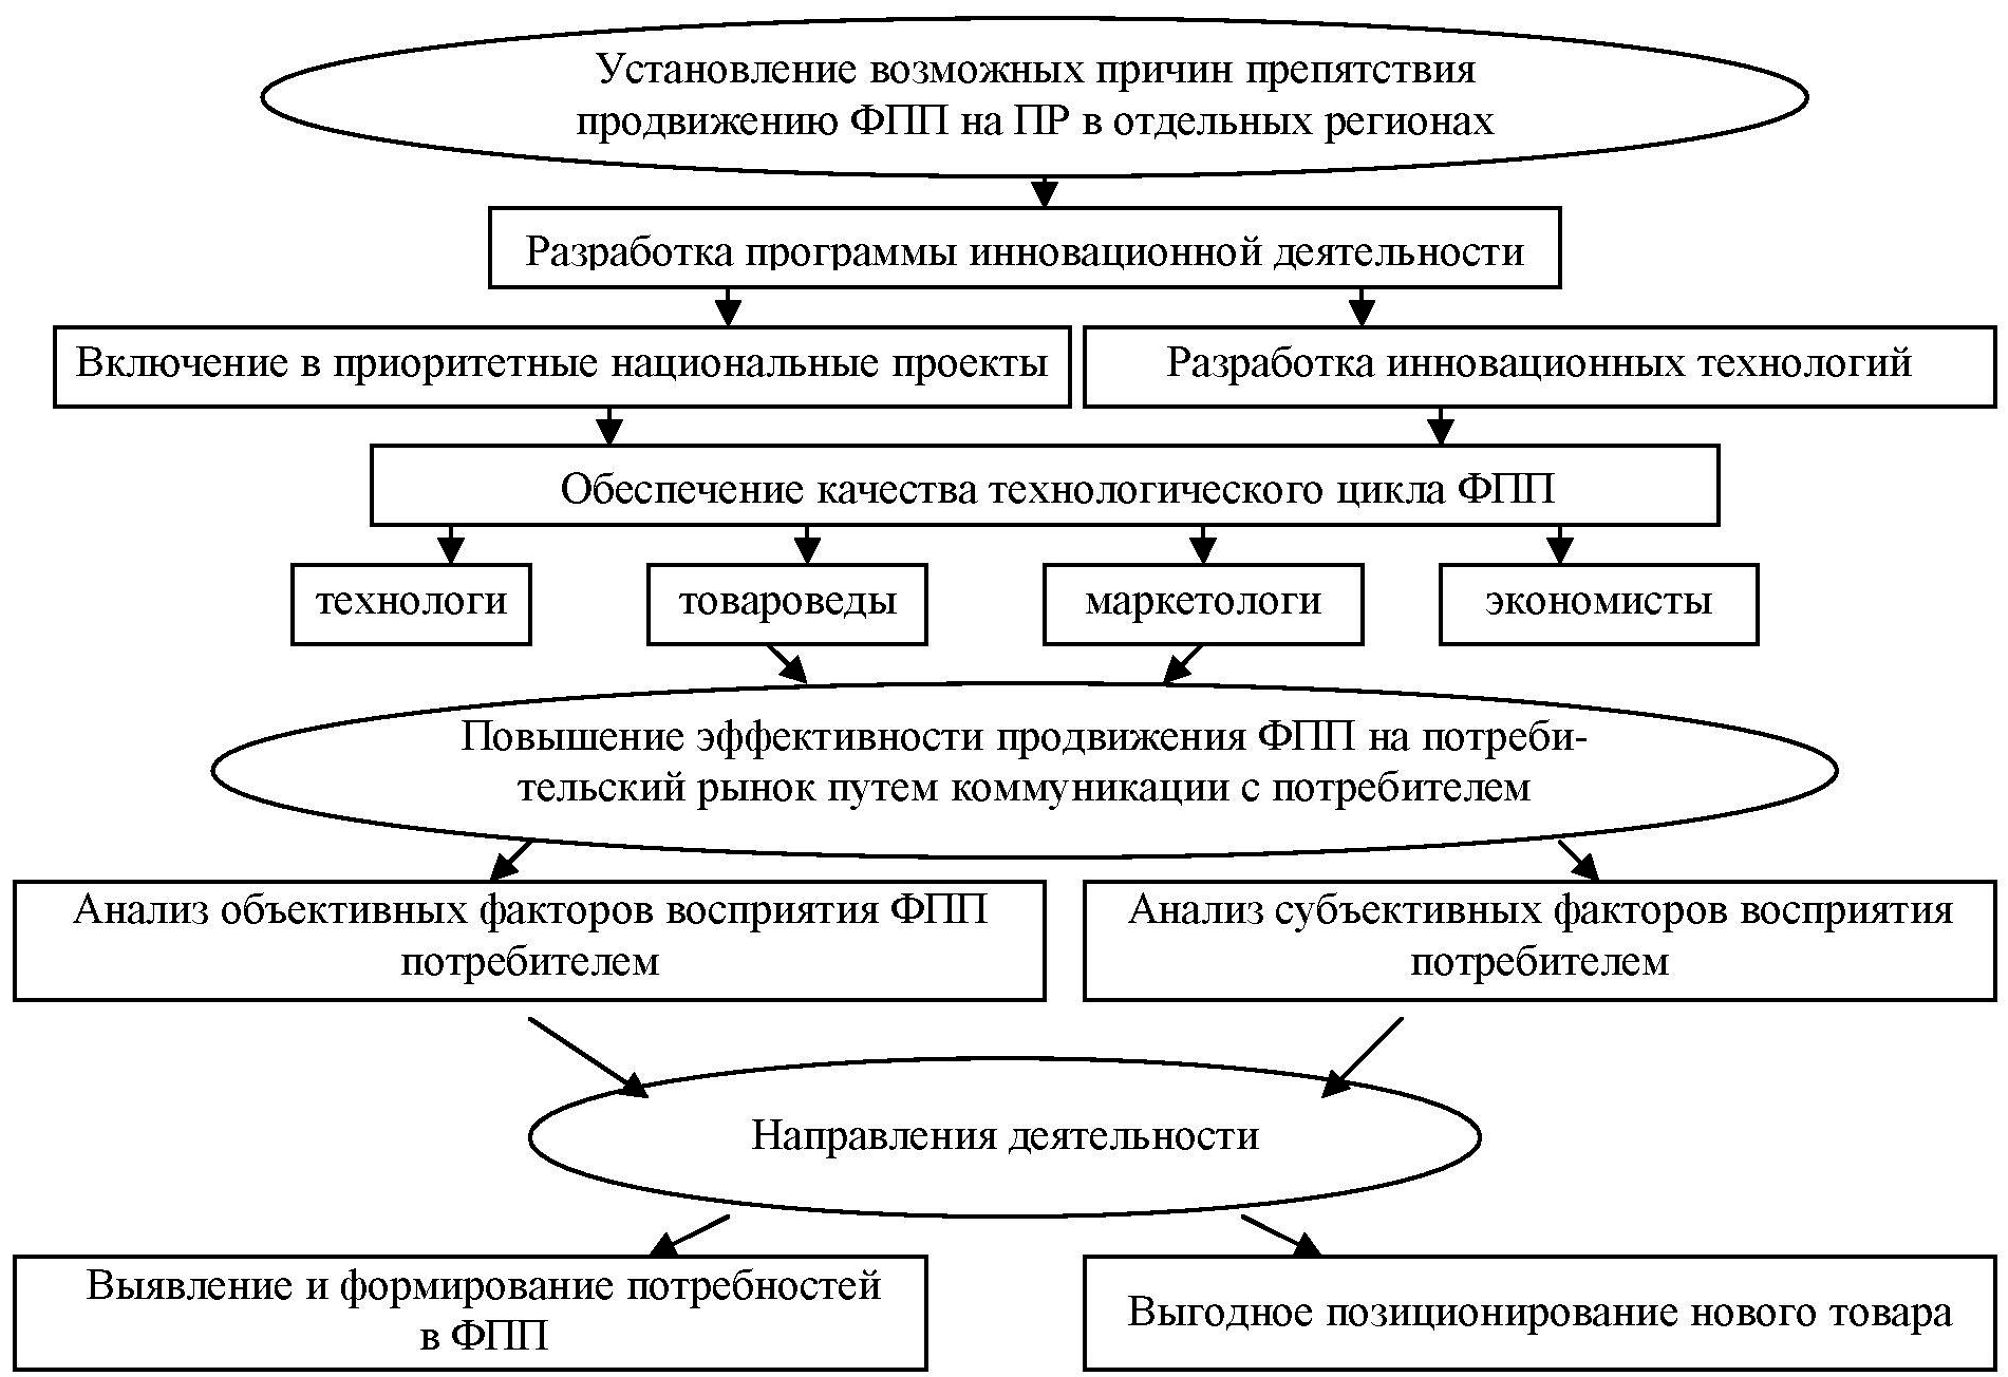 Установление возможных причин препятствия
продвижению ФПП на ПР в отдельных регионах
Разработка программы инновационной деятельности
Включение в приоритетные национальные проекты
Разработка инновационных технологий
Обеспечение качества технологического цикла ФПП
технологи
товароведы
маркетологи
экономисты
Повышение эффективности продвижения ФПП на потреби-
тельский рынок путем коммуникации с потребителем
Анализ объективных факторов восприятия ФПП
потребителем
Анализ субъективных факторов восприятия
потребителем
Направления деятельности
Выявление и формирование потребностей
в ФПП
Выгодное позиционирование нового товара